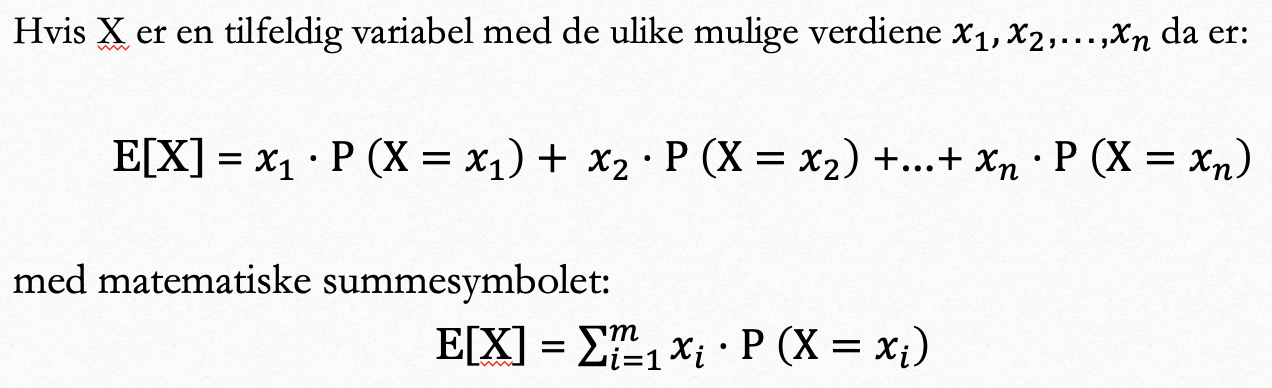 Hvis X er en tilfeldig variabel med de ulike mulige verdiene x₁, x₂,…,xₙ da er:
E[X] = x₁ · P (X = x₁) + x₂ · P (X = x₂) +...+ xₙ · P (X = xₙ)
med matematiske summesymbolet:
E[X] = ∑ᵢ₌₁ᵐ xᵢ · P (X = xᵢ)